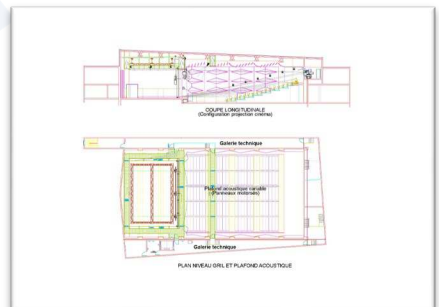 COUPE LONGITUDINALE
(Configuration projection cinéma)
Galerie technique
Plafond acoustique variable
(Panneaux motorisés)
Galerie technique
PLAN NIVEAU GRIL ET PLAFOND ACOUSTIQUE